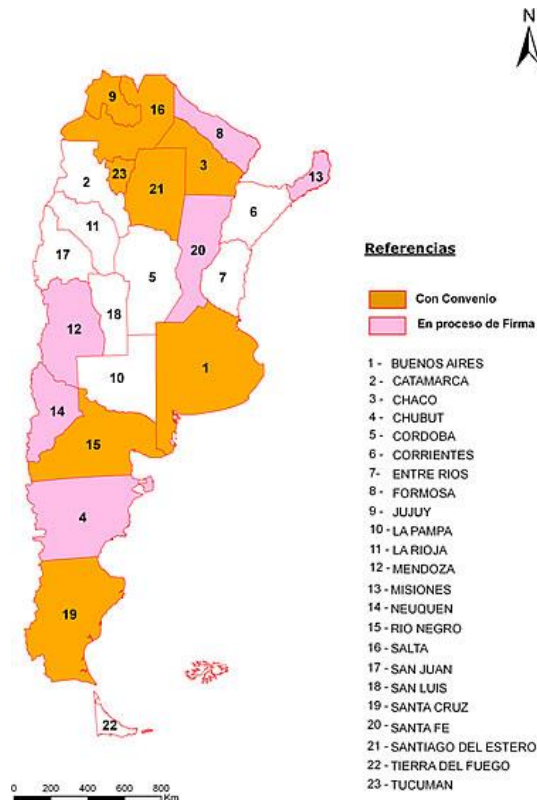 N
9
16
8
3
23
13
2
21
6
11
20
17
7
5
12
18
1
10
14
15
4
19
22
Referencias
Con Convenio
En proceso de Firma
1 - BUENOS AIRES
2 - CATAMARCA
3 - CHACO
4 - CHUBUT
5 - CORDOBA
6 - CORRIENTES
7- ENTRE RIOS
8 - FORMOSA
9 - JUJUY
10 - LA PAMPA
11 - LA RIOJA
12 - MENDOZA
13 - MISIONES
14 - NEUQUEN
15 - RIO NEGRO
16 - SALTA
17 - SAN JUAN
18 - SAN LUIS
19 - SANTA CRUZ
20 - SANTA FE
21 - SANTIAGO DEL ESTERO
22 - TIERRA DEL FUEGO
23 - TUCUMAN
0 200 400 600 800
Km